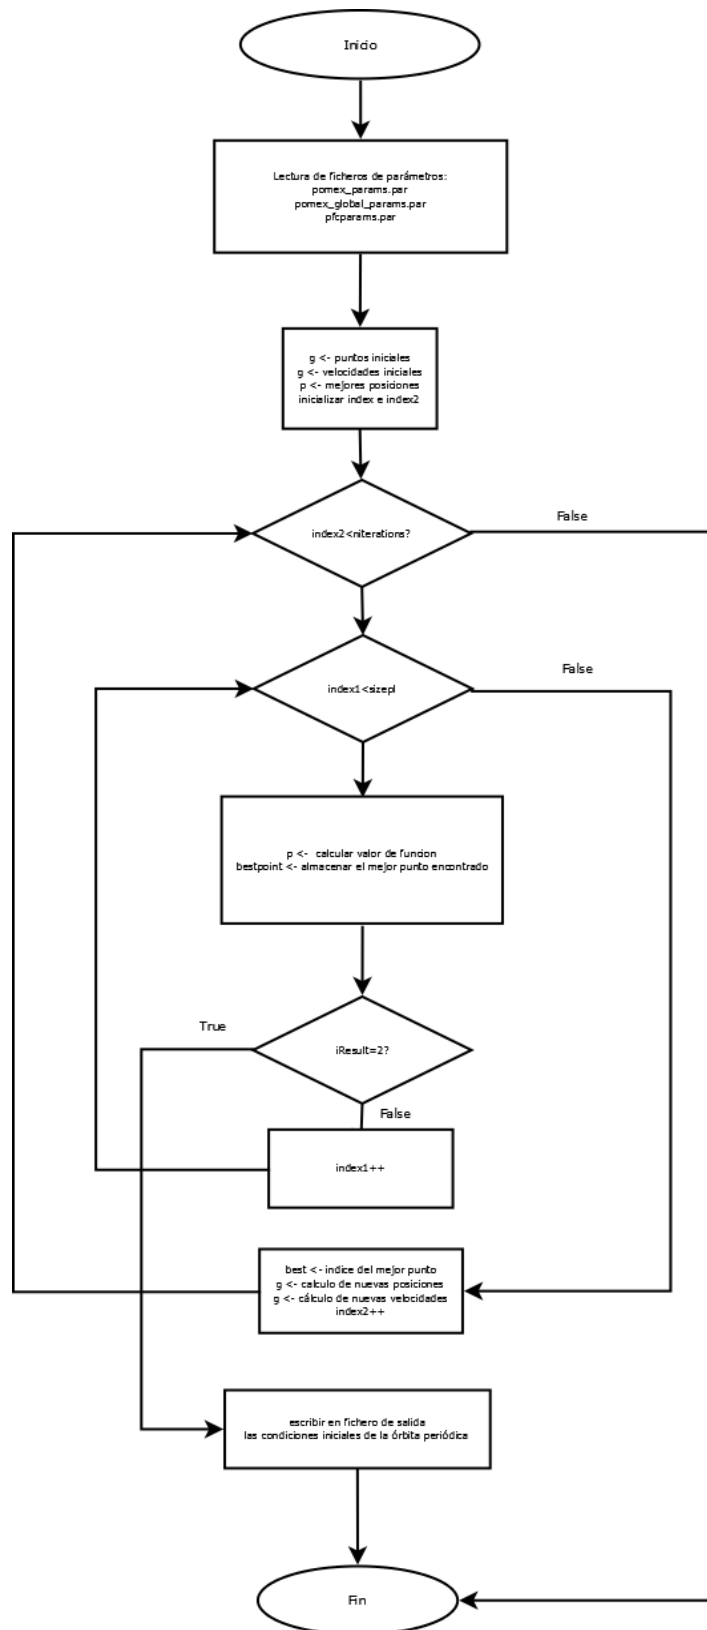 Inicio
Lectura de ficheros de parámetros:
pomex_params.par
pomex_global_params.par
pfcparams.par
g <- puntos iniciales
g <- velocidades iniciales
p <- mejores posiciones
inicializar index e index2
index2<niterations?
False
index1<sizepl
False
p <-  calcular valor de funcion
bestpoint <- almacenar el mejor punto encontrado
True
iResult=2?
False
index1++
best <- indice del mejor punto
g <- calculo de nuevas posiciones
g <- cálculo de nuevas velocidades
index2++
escribir en fichero de salida
las condiciones iniciales de la órbita periódica
Fin